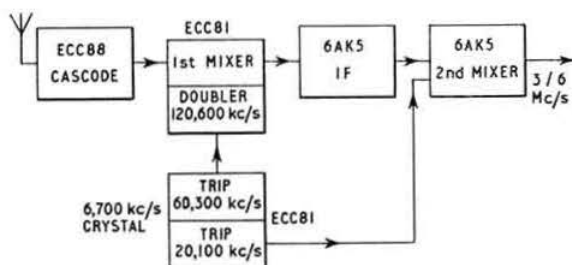 ECC88
CASCODE
ECC81
1st MIXER
DOUBLER
120,600 kc/s
6AK5
IF
6AK5
2nd MIXER
3 / 6
Mc/s
6,700 kc/s
CRYSTAL
TRIP
60,300 kc/s
TRIP
20,100 kc/s
ECC81